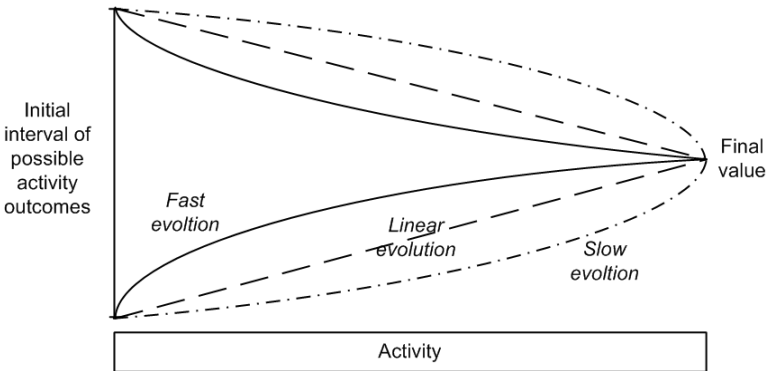 Initial
interval of
possible
activity
outcomes
Fast
evoltion
Linear
evolution
Slow
evoltion
Final
value
Activity